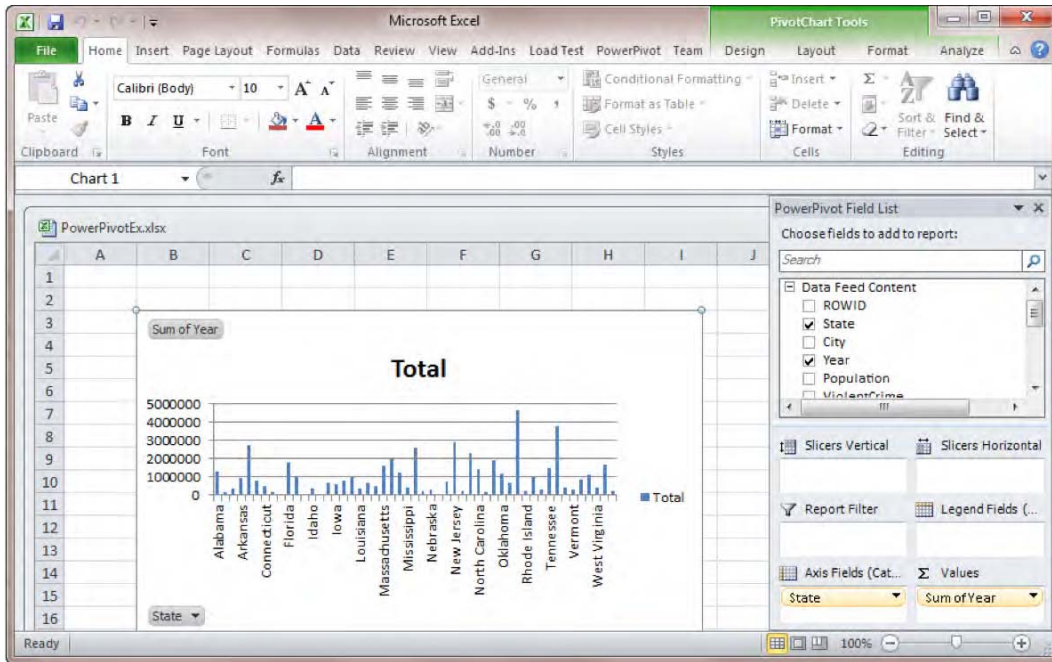 Microsoft Excel
PivotChart Tools
File Home Insert Page Layout Formulas Data Review View Add-Ins Load Test PowerPivot Team Design Layout Format Analyze
Calibri (Body) 10 A A General Conditional Formatting Insert Σ
Paste B I U A $ % , Format as Table Delete Sort & Find &
.00 .00 Cell Styles Format Filter Select
Clipboard Font Alignment Number Styles Cells Editing
Chart 1 fx
PowerPivot Field List
PowerPivotEx.xlsx
Choose fields to add to report:
A B C D E F G H I J
Search
Data Feed Content
ROWID
State
City
Year
Population
ViolentCrime
1
2
3
4
5
6
7
8
9
10
11
12
13
14
15
16
Sum of Year
Total
5000000
4000000
3000000
2000000
1000000
0
Alabama
Arkansas
Connecticut
Florida
Idaho
Iowa
Louisiana
Massachusetts
Mississippi
Nebraska
New Jersey
North Carolina
Oklahoma
Rhode Island
Tennessee
Vermont
West Virginia
Total
State
Slicers Vertical Slicers Horizontal
Report Filter Legend Fields (...
Axis Fields (Cat... Σ Values
State Sum of Year
Ready 100%